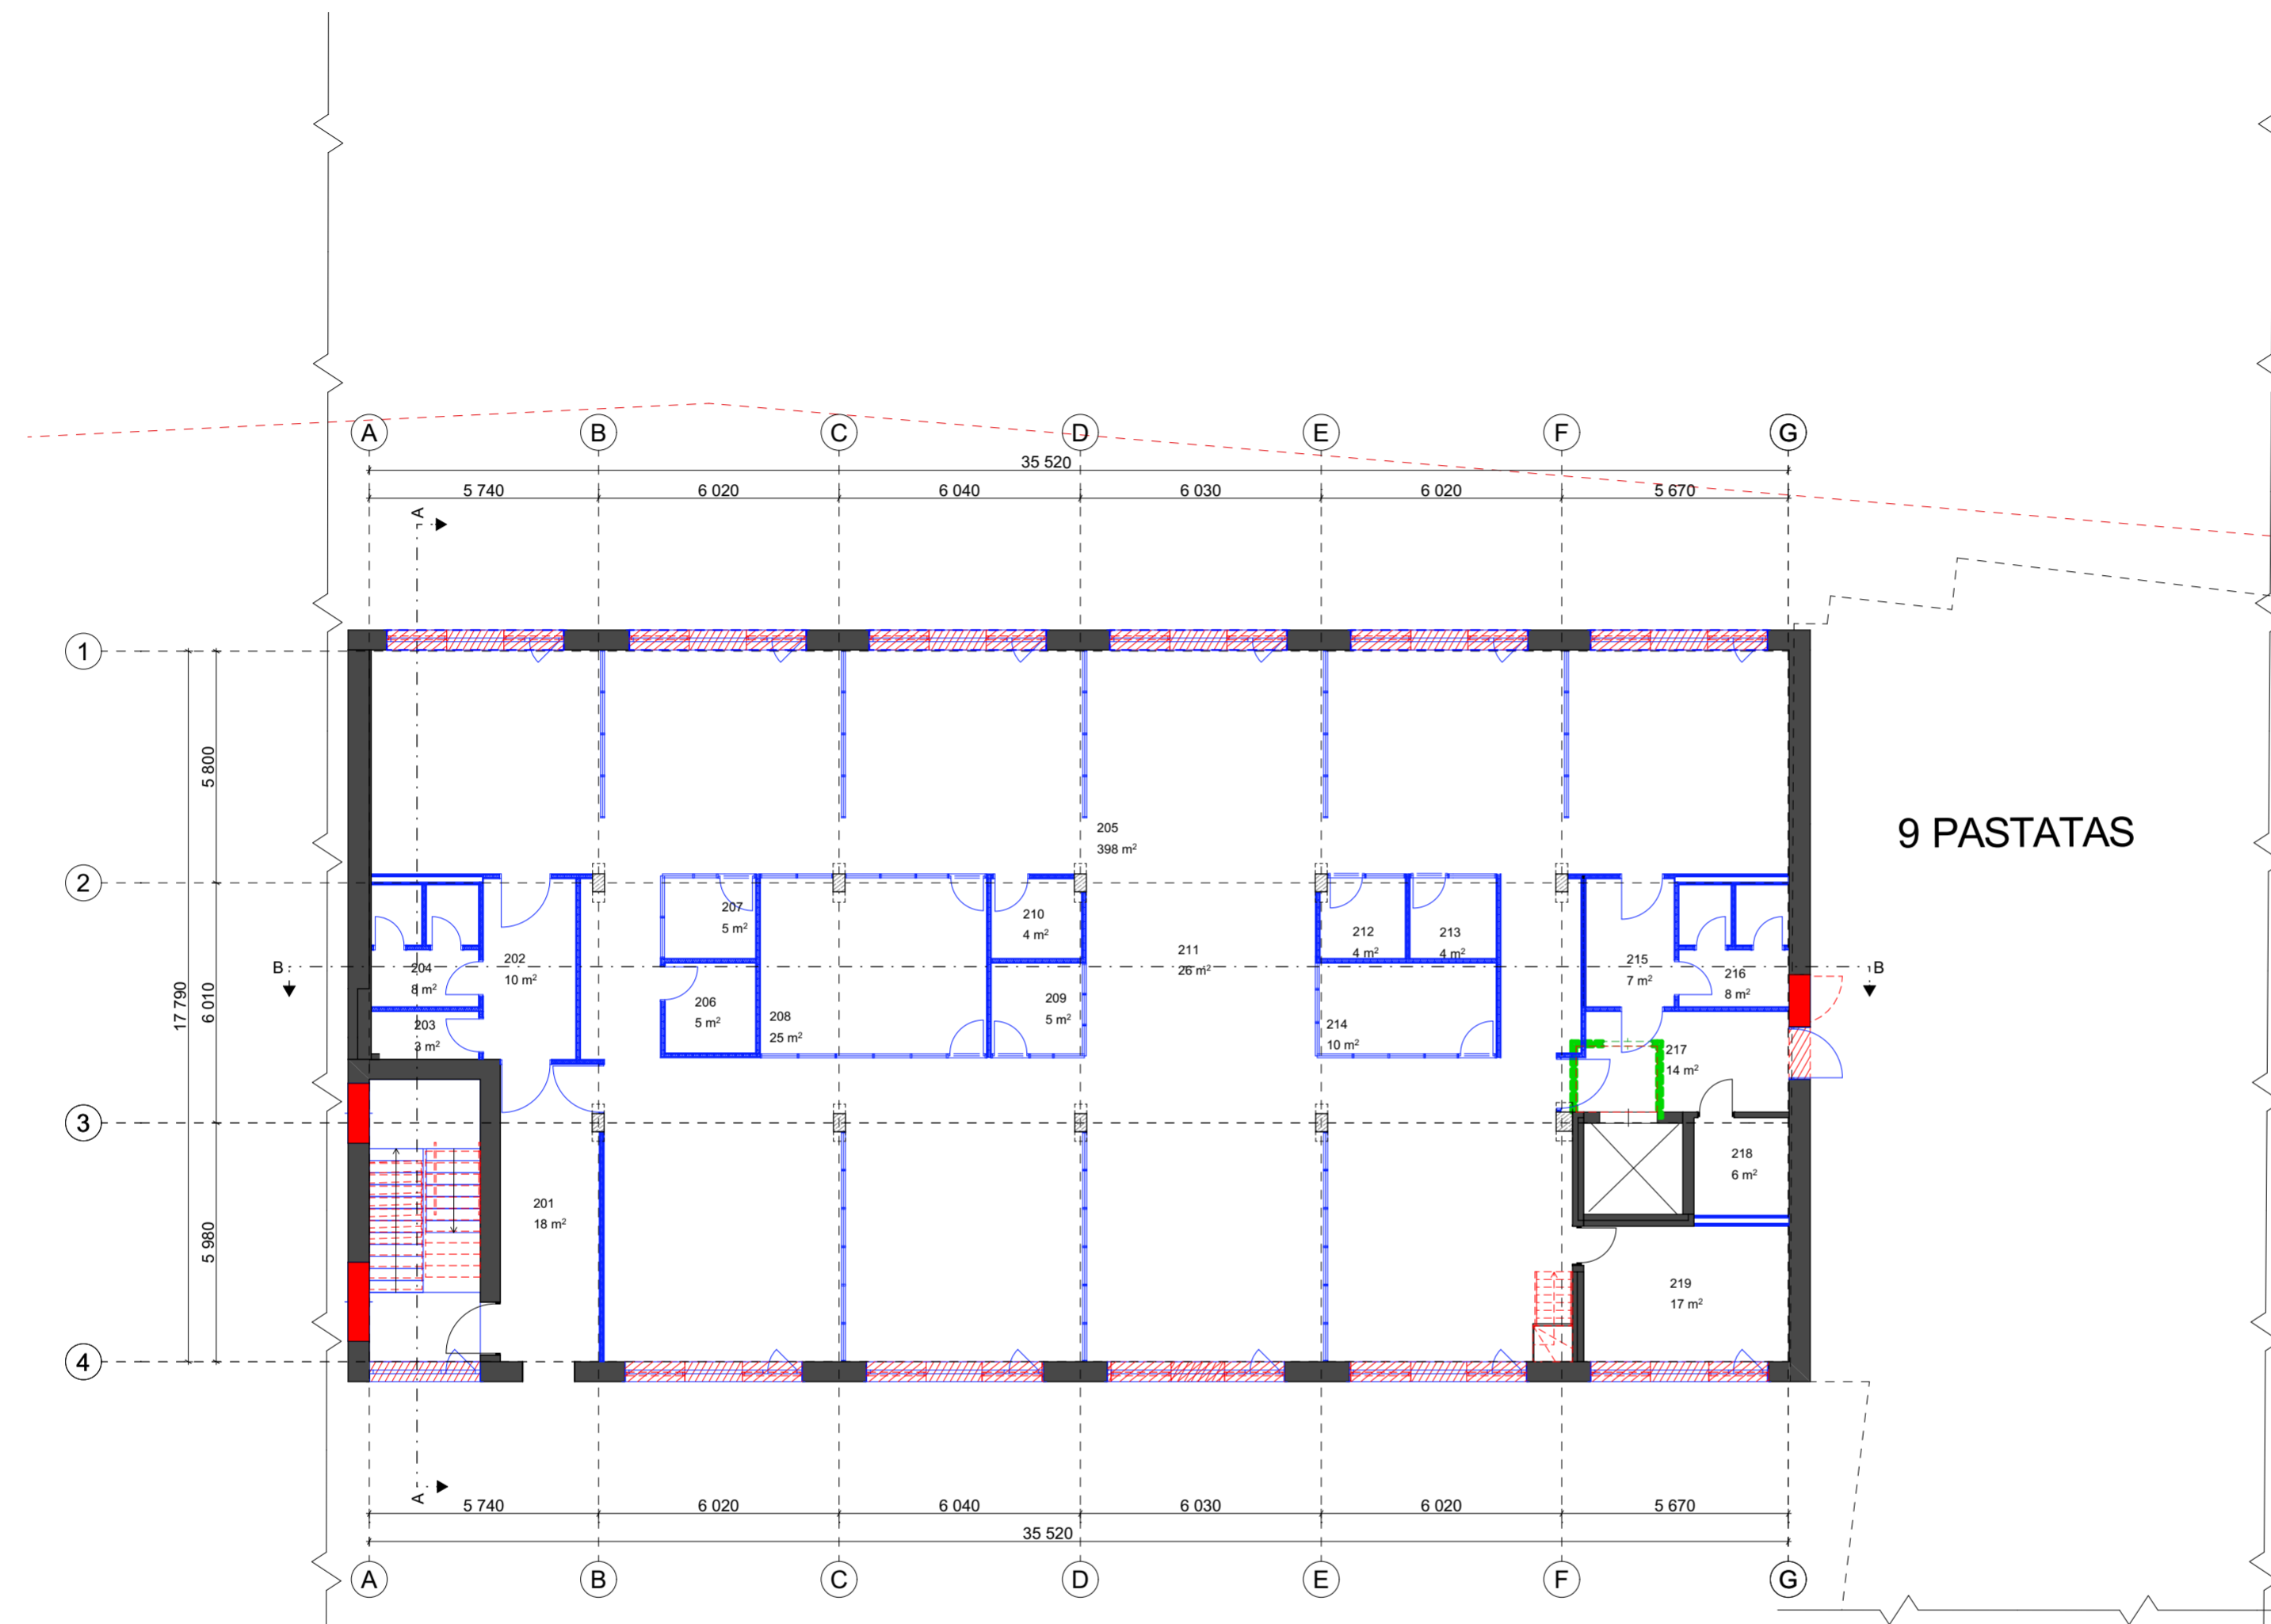 A B C D E F G
35 520
5 740 6 020 6 040 6 030 6 020 5 670
A
1
5 800
205
398 m²
9 PASTATAS
2
207
5 m²
210
4 m²
211
26 m²
212
4 m²
213
4 m²
202
10 m²
204
8 m²
215
7 m²
216
8 m²
B
B
17 790
6 010
206
5 m²
209
5 m²
208
25 m²
203
3 m²
214
10 m²
217
14 m²
3
218
6 m²
201
18 m²
5 980
219
17 m²
4
A
5 740 6 020 6 040 6 030 6 020 5 670
35 520
A B C D E F G